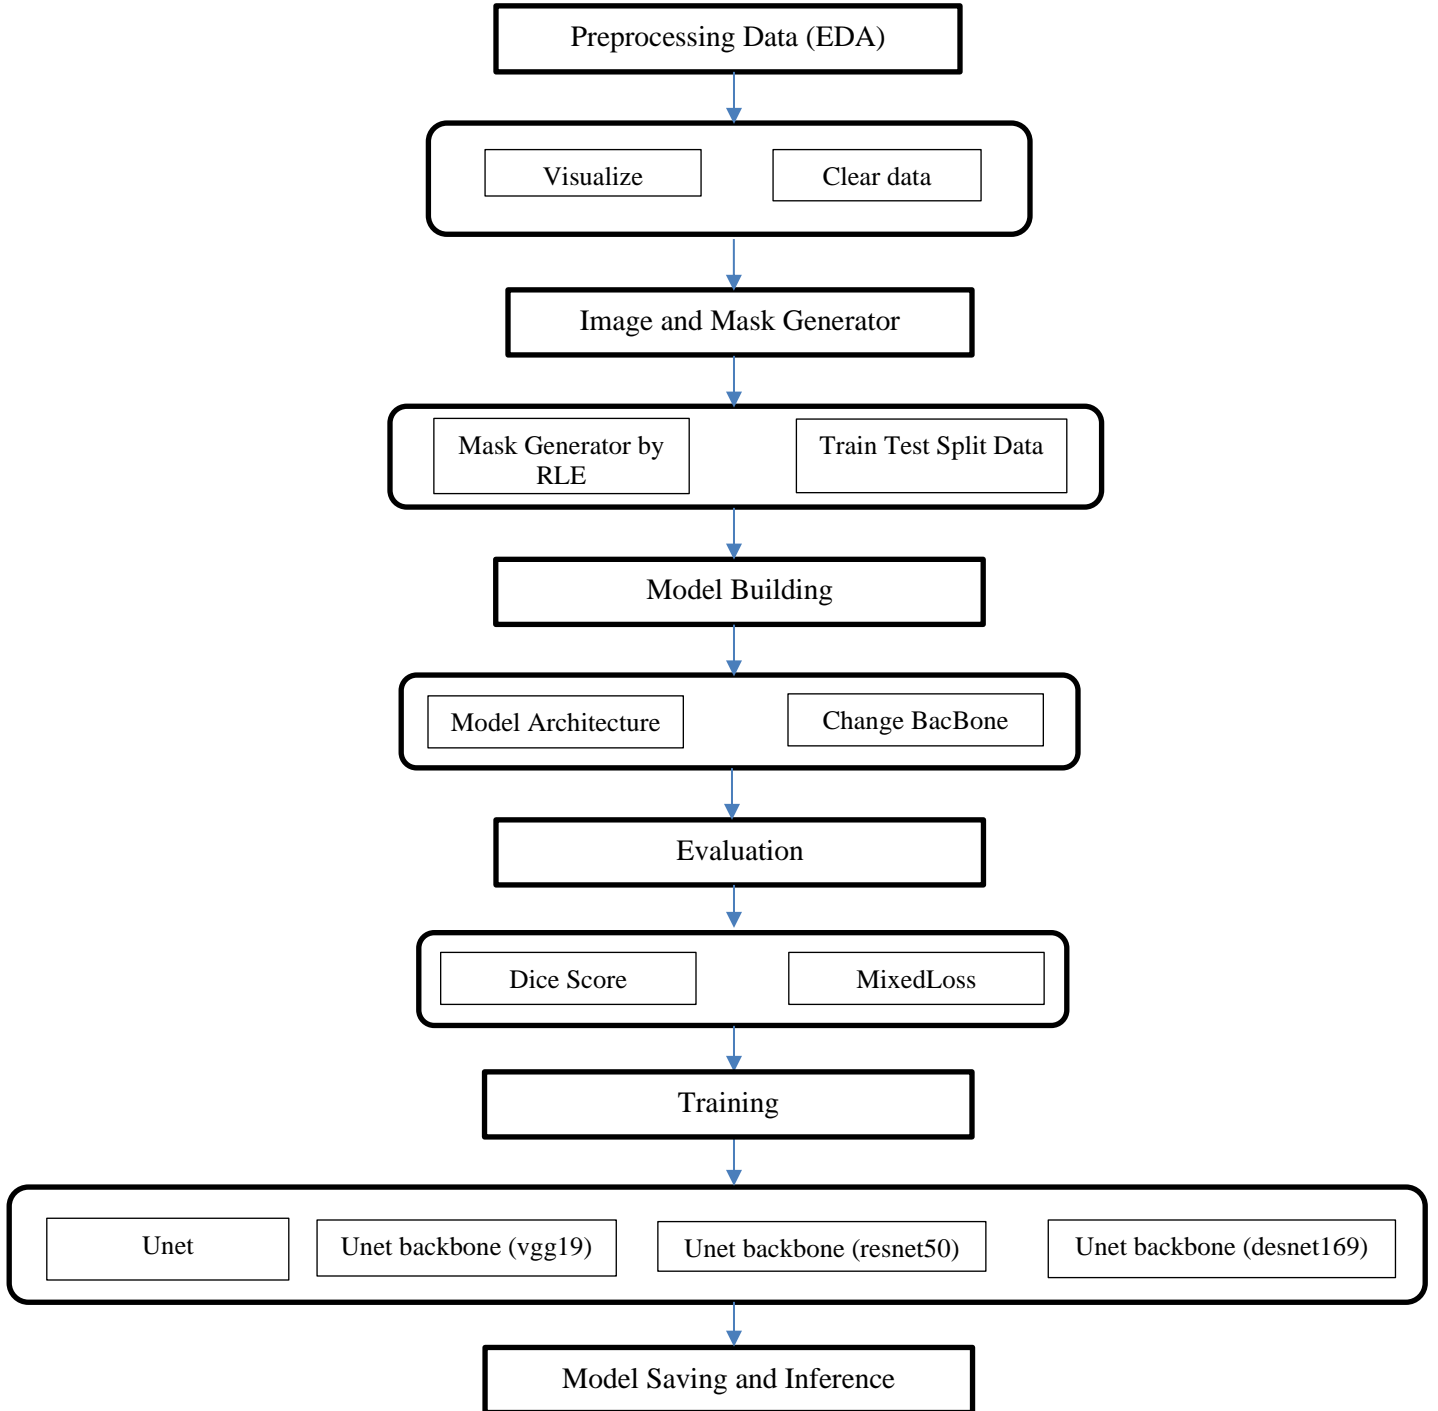 Preprocessing Data (EDA)
Visualize
Clear data
Image and Mask Generator
Mask Generator by
RLE
Train Test Split Data
Model Building
Model Architecture
Change BacBone
Evaluation
Dice Score
MixedLoss
Training
Unet
Unet backbone (vgg19)
Unet backbone (resnet50)
Unet backbone (desnet169)
Model Saving and Inference